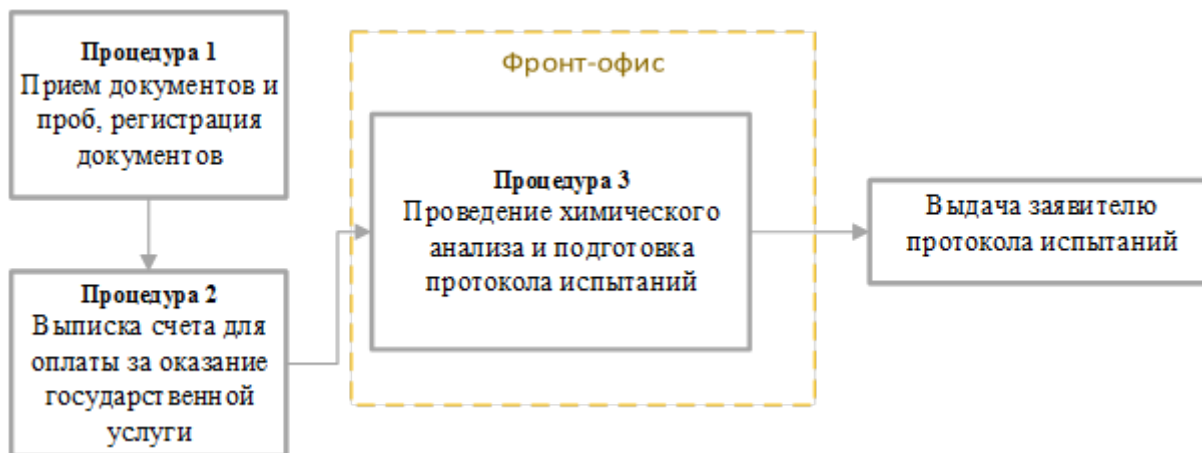 Процедура 1
Прием документов и
проб, регистрация
документов
Процедура 2
Выписка счета для
оплаты за оказание
государственной
услуги
Фронт-офис
Процедура 3
Проведение химического
анализа и подготовка
протокола испытаний
Выдача заявителю
протокола испытаний